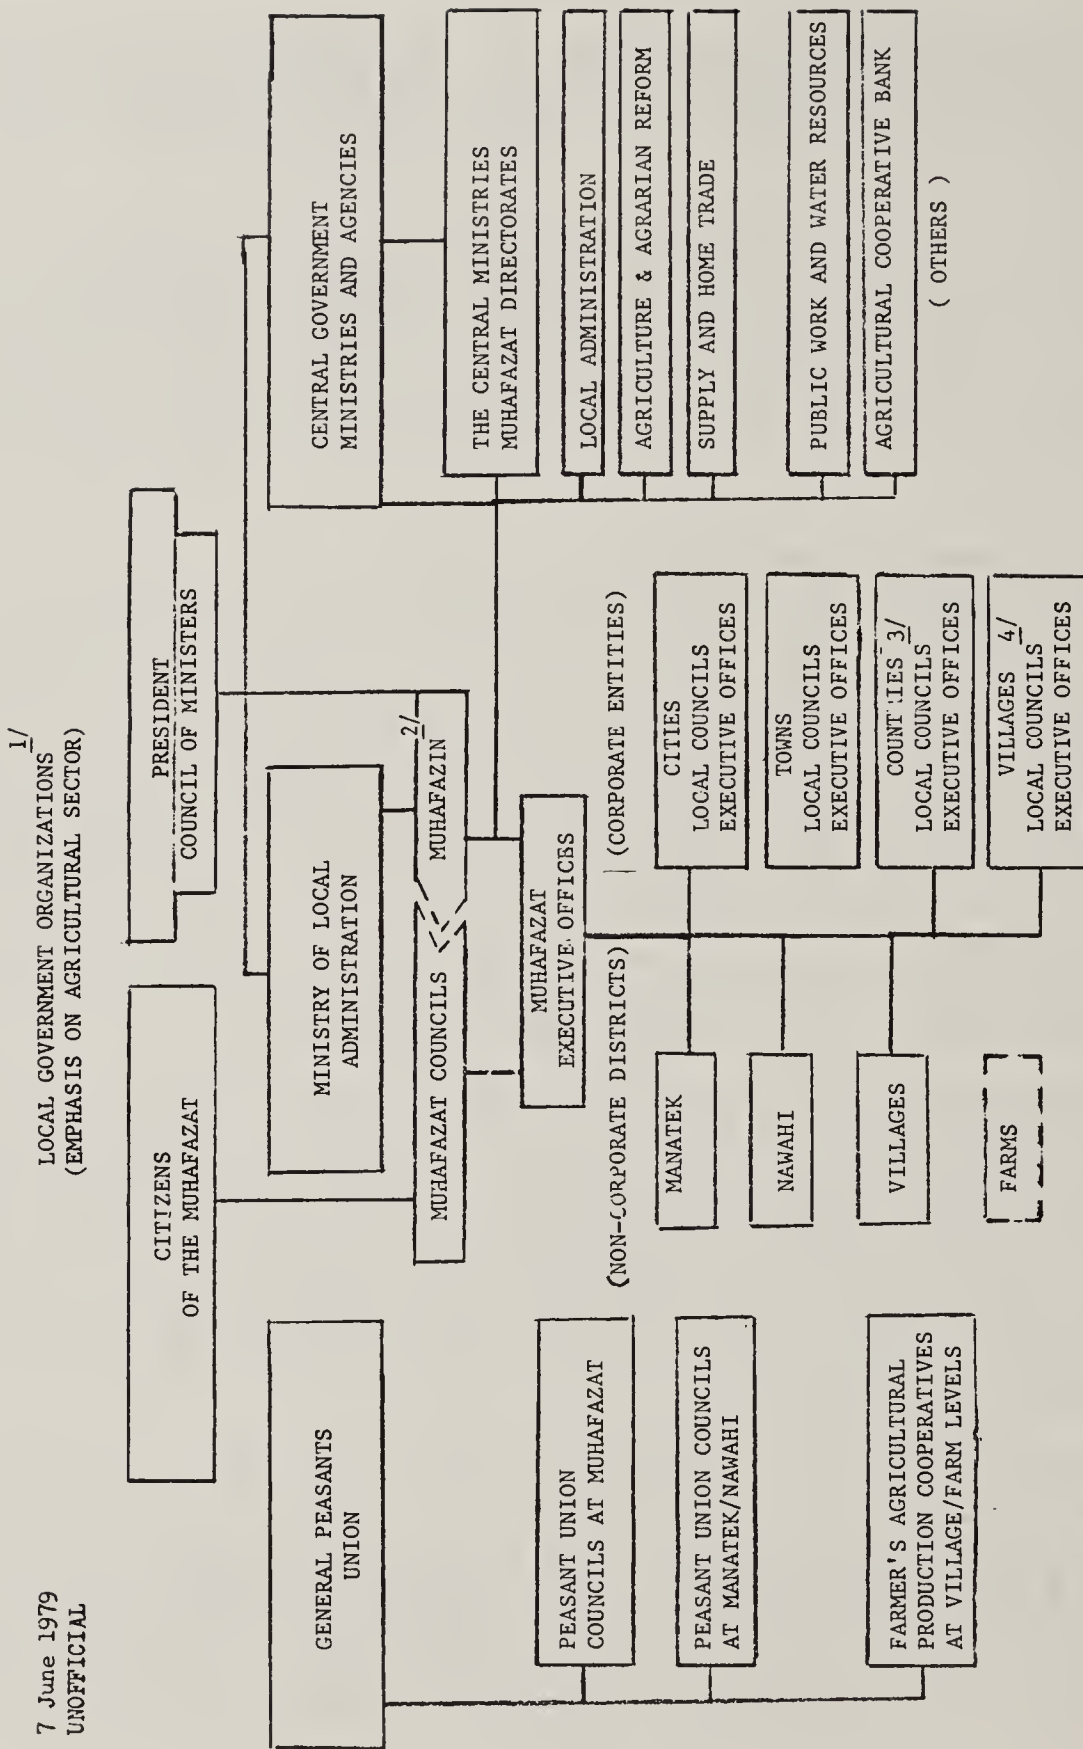 7 June 1979
UNOFFICIAL
LOCAL GOVERNMENT ORGANIZATIONS 1/
(EMPHASIS ON AGRICULTURAL SECTOR)
CITIZENS
OF THE MUHAFAZAT
PRESIDENT
COUNCIL OF MINISTERS
GENERAL PEASANTS
UNION
MINISTRY OF LOCAL
ADMINISTRATION
CENTRAL GOVERNMENT
MINISTRIES AND AGENCIES
MUHAFAZAT COUNCILS
MUHAFAZIN 2/
THE CENTRAL MINISTRIES
MUHAFAZAT DIRECTORATES
MUHAFAZAT
EXECUTIVE OFFICES
PEASANT UNION
COUNCILS AT MUHAFAZAT
(NON-CORPORATE DISTRICTS)
(CORPORATE ENTITIES)
LOCAL ADMINISTRATION
AGRICULTURE & AGRARIAN REFORM
SUPPLY AND HOME TRADE
PUBLIC WORK AND WATER RESOURCES
AGRICULTURAL COOPERATIVE BANK
( OTHERS )
PEASANT UNION COUNCILS
AT MANATEK/NAWAHI
FARMER'S AGRICULTURAL
PRODUCTION COOPERATIVES
AT VILLAGE/FARM LEVELS
MANATEK
NAWAHI
VILLAGES
FARMS
CITIES
LOCAL COUNCILS
EXECUTIVE OFFICES
TOWNS
LOCAL COUNCILS
EXECUTIVE OFFICES
COUNTIES 3/
LOCAL COUNCILS
EXECUTIVE OFFICES
VILLAGES 4/
LOCAL COUNCILS
EXECUTIVE OFFICES